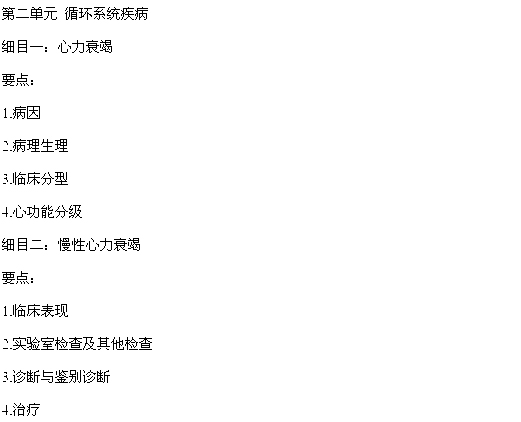 第二单元 循环系统疾病
细目一：心力衰竭
要点：
1.病因
2.病理生理
3.临床分型
4.心功能分级
细目二：慢性心力衰竭
要点：
1.临床表现
2.实验室检查及其他检查
3.诊断与鉴别诊断
4.治疗